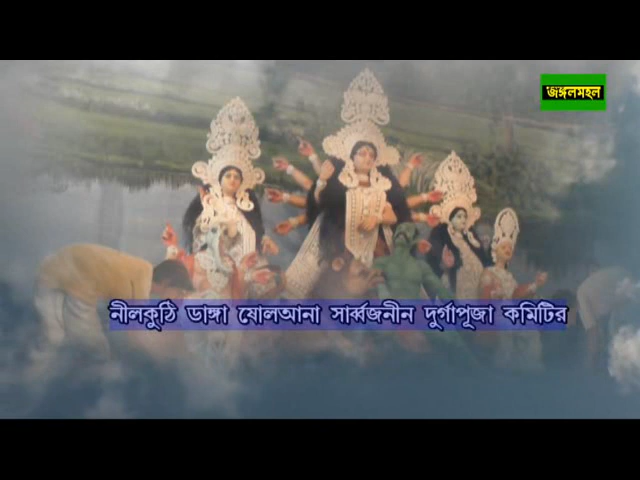 জঙ্গলমহল
নীলকুঠি ডাঙ্গা ষোলআনা সার্ব্বজনীন দুর্গাপূজা কমিটির